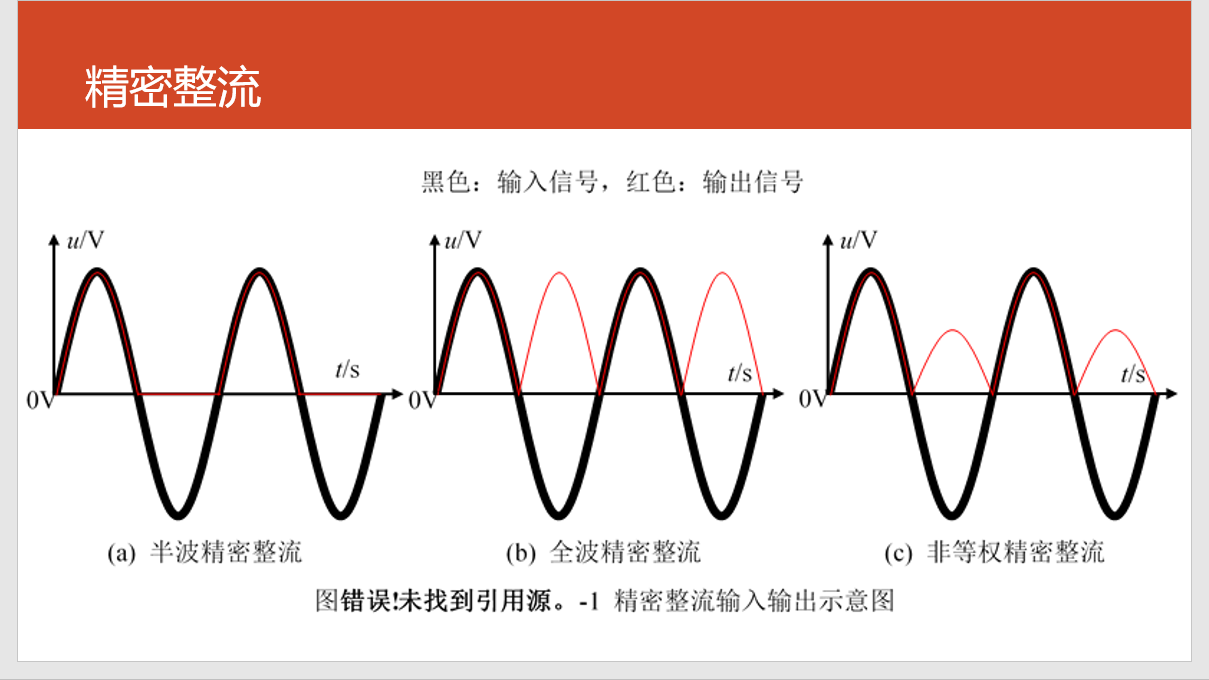 精密整流
黑色：输入信号，红色：输出信号
u/V
u/V
u/V
t/s
t/s
t/s
0V
0V
0V
(a) 半波精密整流
(b) 全波精密整流
(c) 非等权精密整流
图错误!未找到引用源。-1 精密整流输入输出示意图